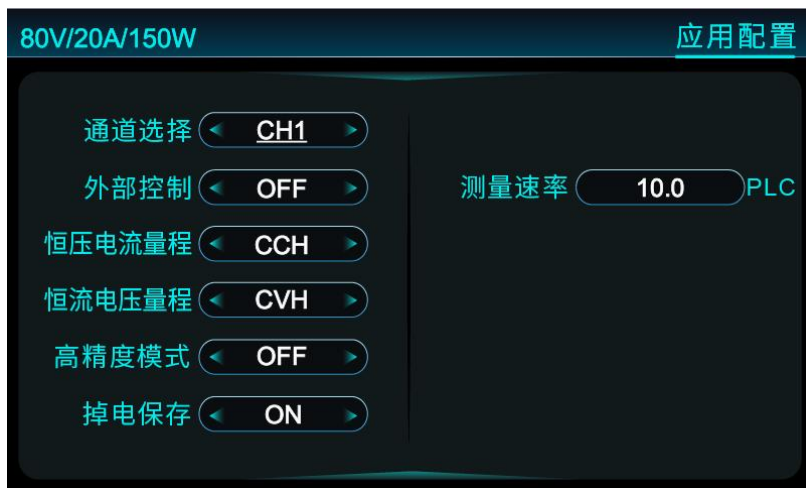 80V/20A/150W 应用配置
通道选择 CH1
外部控制 OFF
测量速率 10.0 PLC
恒压电流量程 CCH
恒流电压量程 CVH
高精度模式 OFF
掉电保存 ON